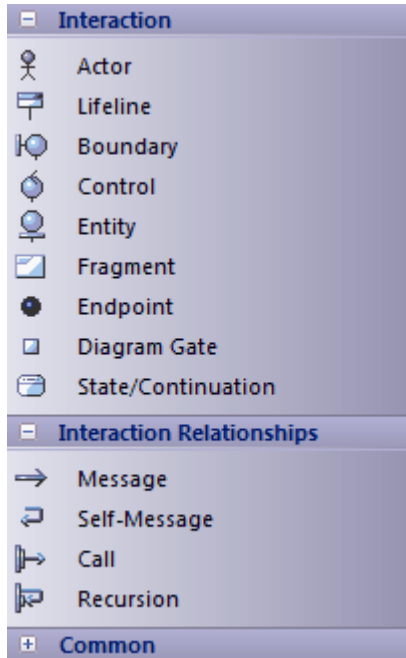 Interaction
Actor
Lifeline
Boundary
Control
Entity
Fragment
Endpoint
Diagram Gate
State/Continuation
Interaction Relationships
Message
Self-Message
Call
Recursion
Common